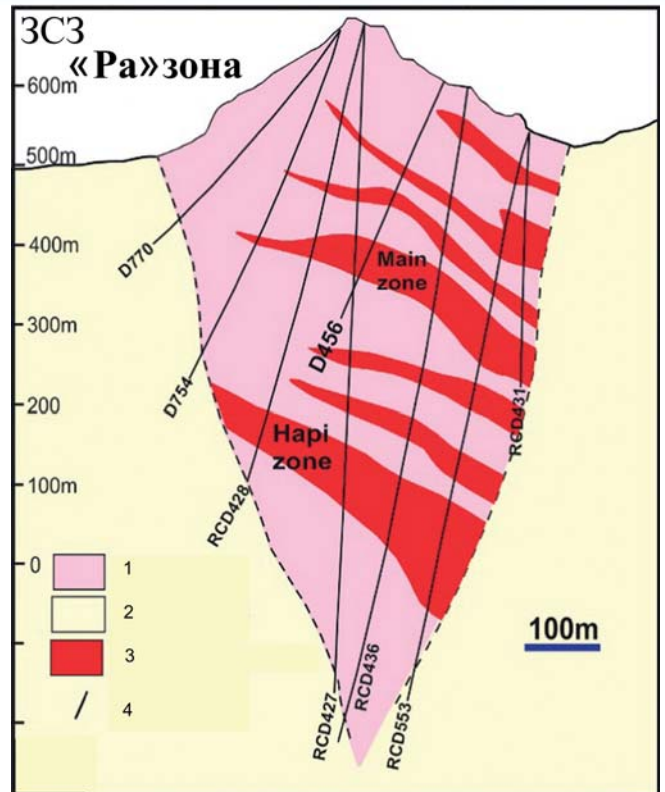 ЗСЗ
«Ра»зона
600m
500m
400m
300m
200
100m
0
D770
D754
RCD428
D456
Main
zone
Hapi
zone
RCD431
RCD427
RCD436
RCD553
1
2
3
4
100m